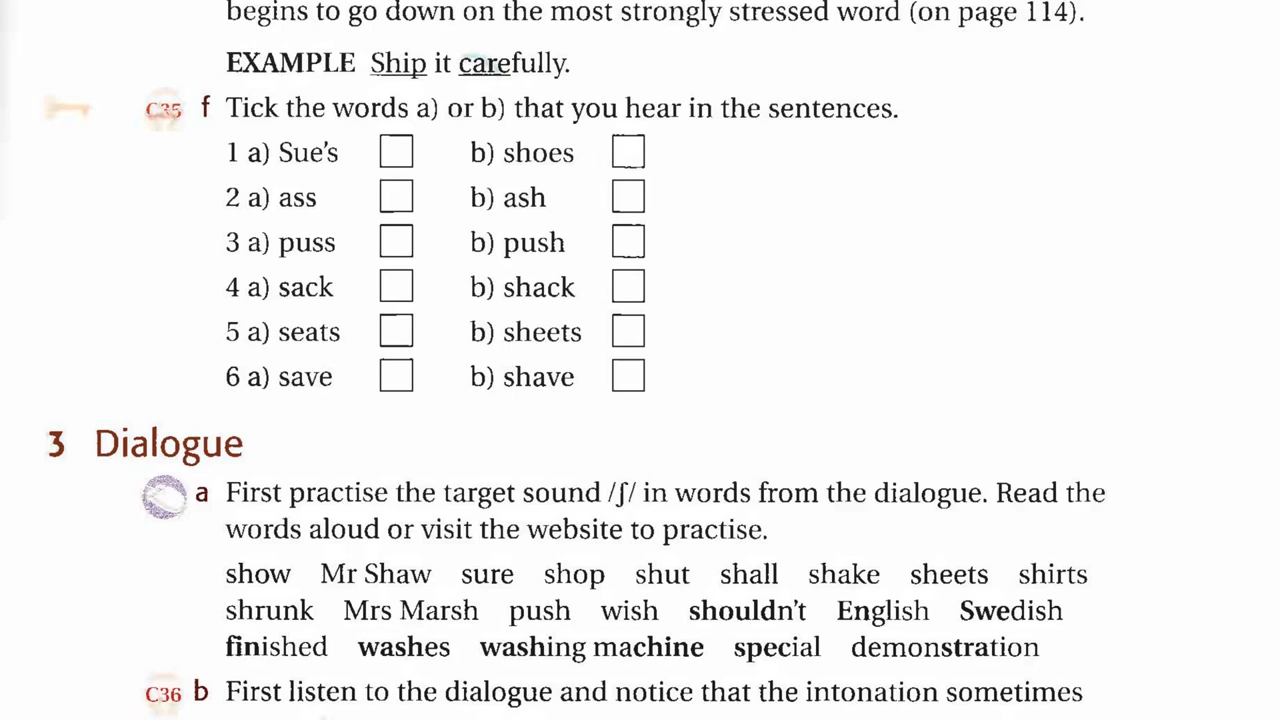 begins to go down on the most strongly stressed word (on page 114).
EXAMPLE Ship it carefully.
C35 f Tick the words a) or b) that you hear in the sentences.
1 a) Sue's b) shoes
2 a) ass b) ash
3 a) puss b) push
4 a) sack b) shack
5 a) seats b) sheets
6 a) save b) shave
3 Dialogue
a First practise the target sound /ʃ/ in words from the dialogue. Read the
words aloud or visit the website to practise.
show Mr Shaw sure shop shut shall shake sheets shirts
shrunk Mrs Marsh push wish shouldn't English Swedish
finished washes washing machine special demonstration
C36 b First listen to the dialogue and notice that the intonation sometimes